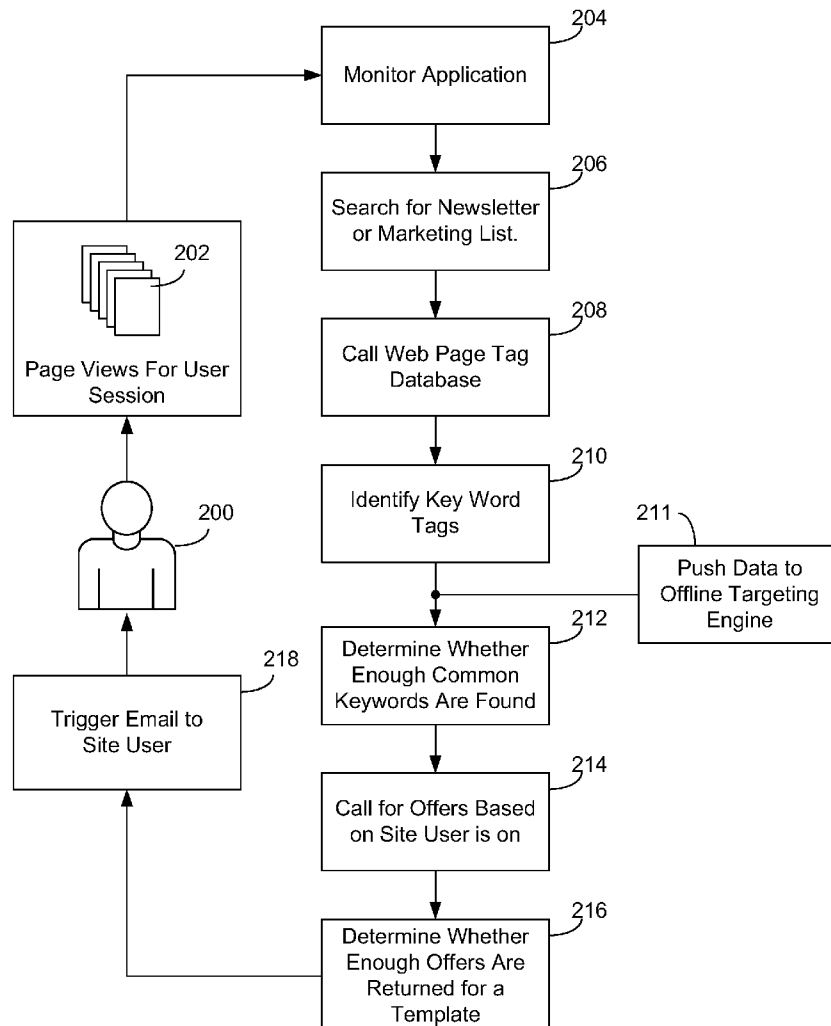 204
Monitor Application
206
Search for Newsletter
or Marketing List.
202
Page Views For User
Session
208
Call Web Page Tag
Database
210
Identify Key Word
Tags
200
211
Push Data to
Offline Targeting
Engine
212
Determine Whether
Enough Common
Keywords Are Found
218
Trigger Email to
Site User
214
Call for Offers Based
on Site User is on
216
Determine Whether
Enough Offers Are
Returned for a
Template